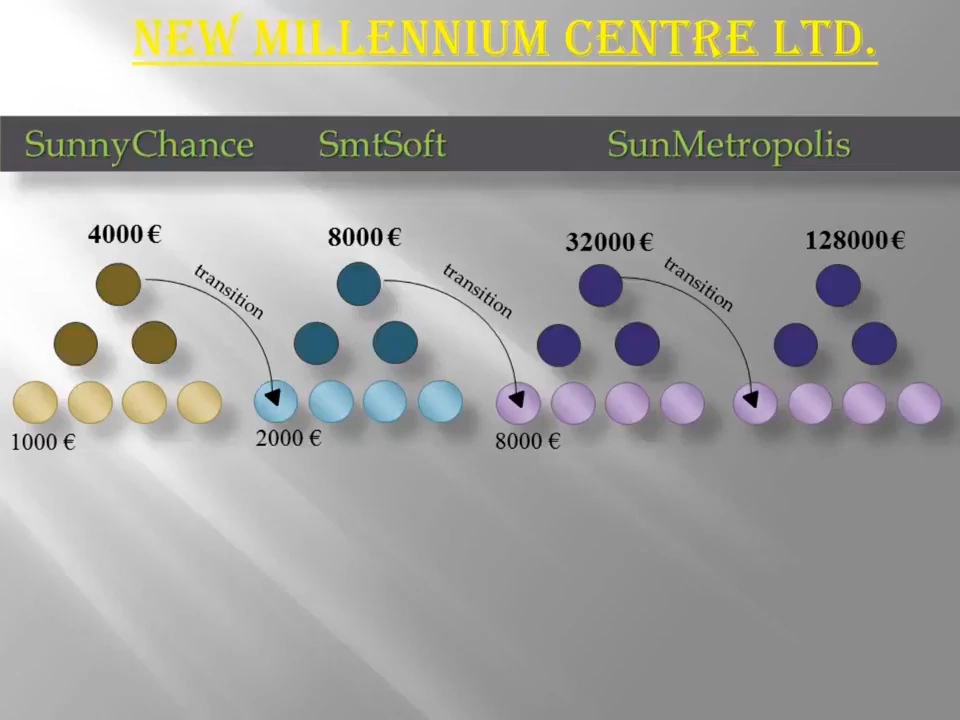 NEW MILLENNIUM CENTRE LTD.
SunnyChance SmtSoft SunMetropolis
4000 € 8000 € 32000 € 128000 €
transition transition transition
1000 € 2000 € 8000 €